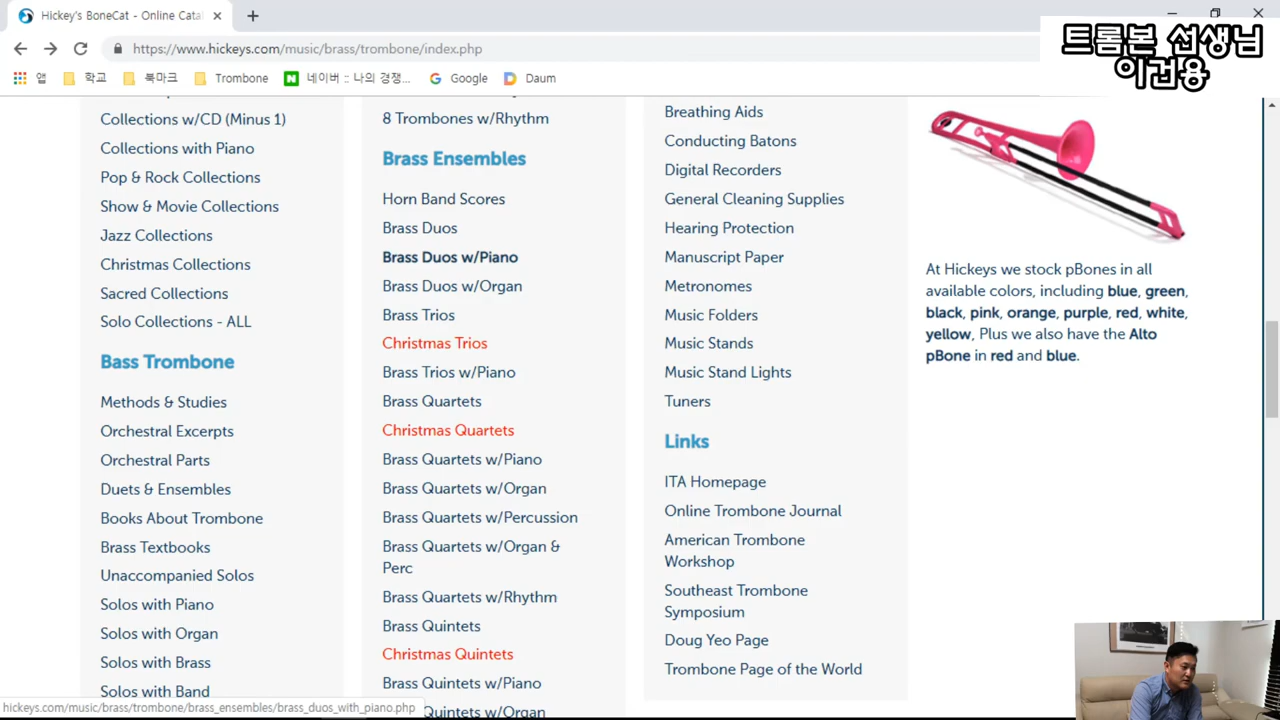 Hickey's BoneCat - Online Cata
https://www.hickeys.com/music/brass/trombone/index.php
트롬본 선생님
이건용
앱
학교
북마크
Trombone
네이버 :: 나의 경쟁...
Google
Daum
Collections w/CD (Minus 1)
Collections with Piano
Pop & Rock Collections
Show & Movie Collections
Jazz Collections
Christmas Collections
Sacred Collections
Solo Collections - ALL
Bass Trombone
Methods & Studies
Orchestral Excerpts
Orchestral Parts
Duets & Ensembles
Books About Trombone
Brass Textbooks
Unaccompanied Solos
Solos with Piano
Solos with Organ
Solos with Brass
Solos with Band
8 Trombones w/Rhythm
Brass Ensembles
Horn Band Scores
Brass Duos
Brass Duos w/Piano
Brass Duos w/Organ
Brass Trios
Christmas Trios
Brass Trios w/Piano
Brass Quartets
Christmas Quartets
Brass Quartets w/Piano
Brass Quartets w/Organ
Brass Quartets w/Percussion
Brass Quartets w/Organ &
Perc
Brass Quartets w/Rhythm
Brass Quintets
Christmas Quintets
Brass Quintets w/Piano
Quintets w/Organ
Breathing Aids
Conducting Batons
Digital Recorders
General Cleaning Supplies
Hearing Protection
Manuscript Paper
Metronomes
Music Folders
Music Stands
Music Stand Lights
Tuners
Links
ITA Homepage
Online Trombone Journal
American Trombone
Workshop
Southeast Trombone
Symposium
Doug Yeo Page
Trombone Page of the World
At Hickeys we stock pBones in all
available colors, including blue, green,
black, pink, orange, purple, red, white,
yellow, Plus we also have the Alto
pBone in red and blue.
hickeys.com/music/brass/trombone/brass_ensembles/brass_duos_with_piano.php